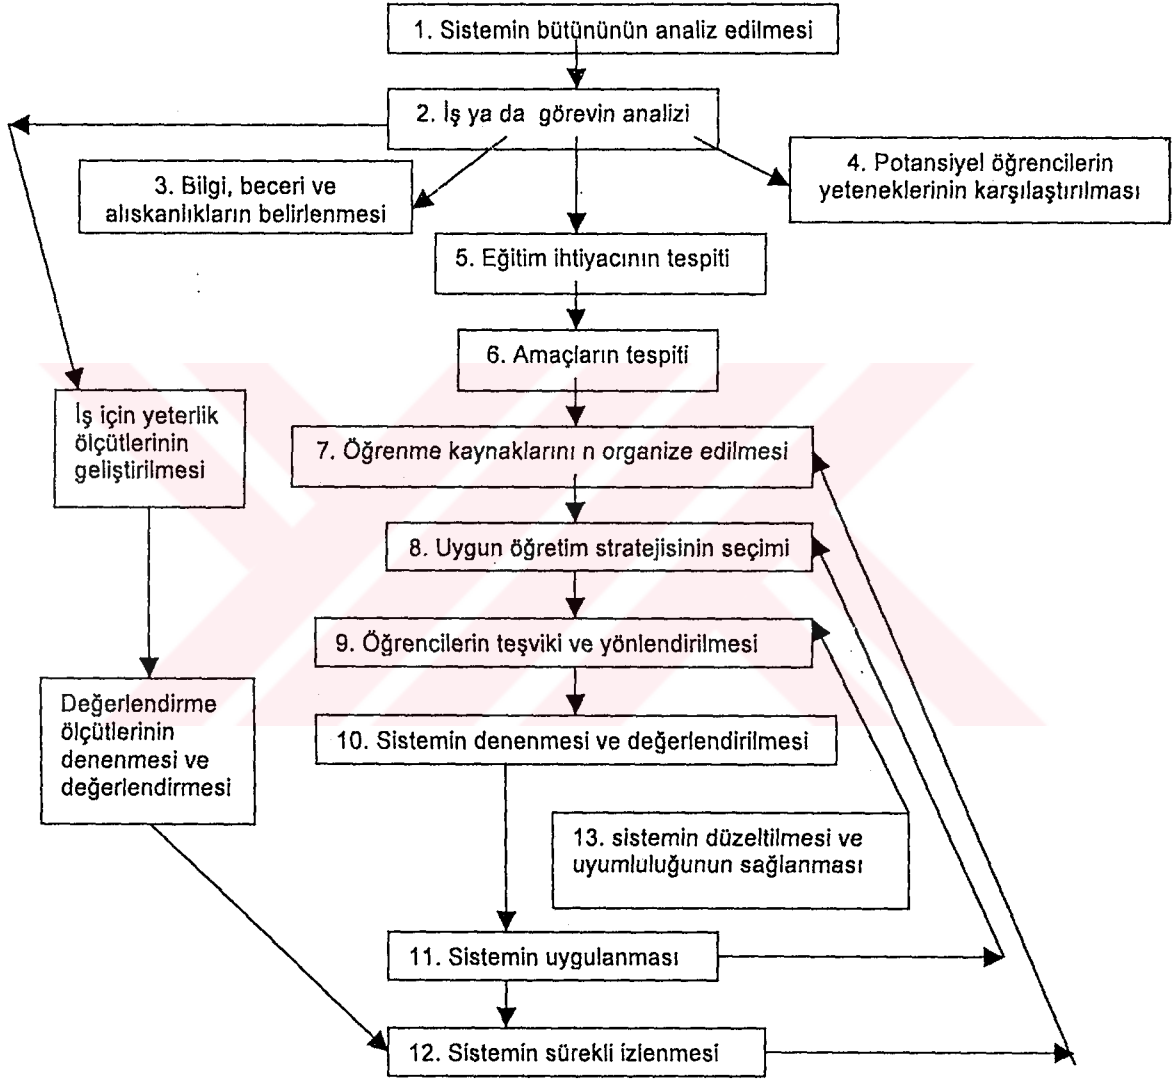 1. Sistemin bütününün analiz edilmesi
2. İş ya da görevin analizi
3. Bilgi, beceri ve
alıskanlıkların belirlenmesi
4. Potansiyel öğrencilerin
yeteneklerinin karşılaştırılması
5. Eğitim ihtiyacının tespiti
6. Amaçların tespiti
İş için yeterlik
ölçütlerinin
geliştirilmesi
7. Öğrenme kaynaklarını n organize edilmesi
8. Uygun öğretim stratejisinin seçimi
9. Öğrencilerin teşviki ve yönlendirilmesi
Değerlendirme
ölçütlerinin
denenmesi ve
değerlendirmesi
10. Sistemin denenmesi ve değerlendirilmesi
13. sistemin düzeltilmesi ve
uyumluluğunun sağlanması
11. Sistemin uygulanması
12. Sistemin sürekli izlenmesi